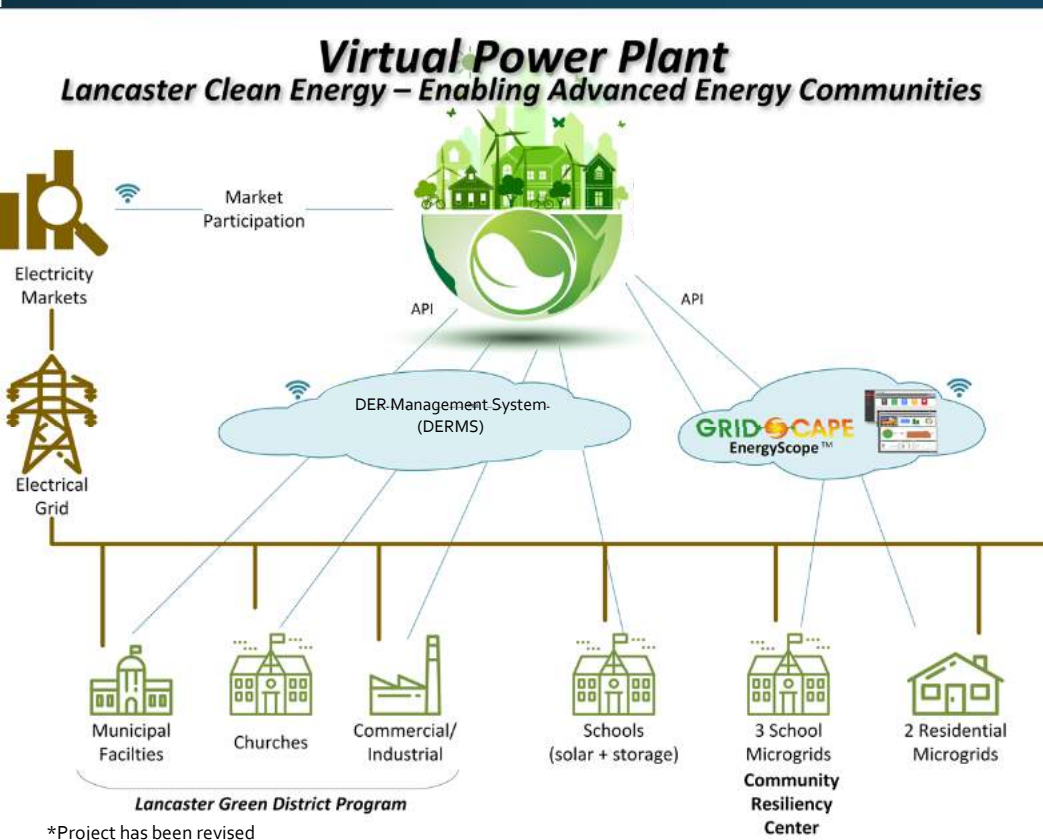 Virtual Power Plant
Lancaster Clean Energy – Enabling Advanced Energy Communities
Market
Participation
Electricity
Markets
API
API
DER Management System
(DERMS)
GRIDSCAPE
EnergyScope™
Electrical
Grid
Municipal
Facilties
Churches
Commercial/
Industrial
Schools
(solar + storage)
3 School
Microgrids
Community
Resiliency
Center
2 Residential
Microgrids
Lancaster Green District Program
*Project has been revised